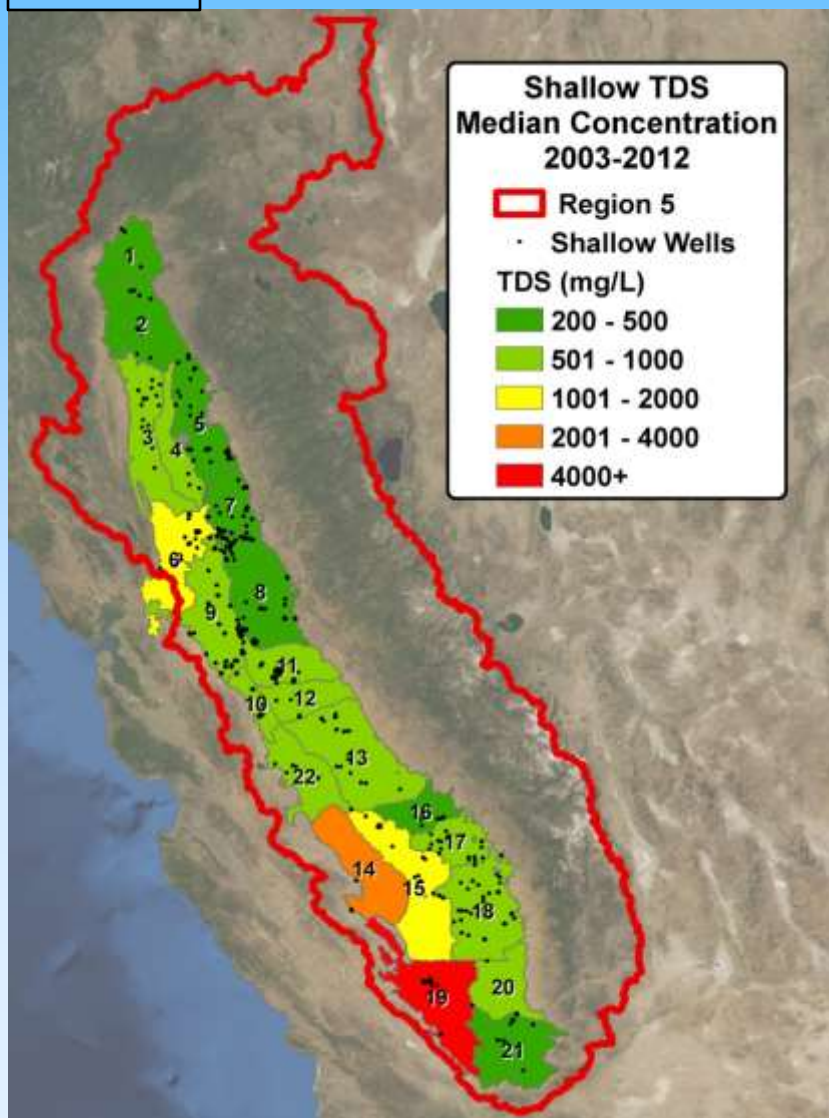 Shallow TDS
Median Concentration
2003-2012
Region 5
Shallow Wells
TDS (mg/L)
200 - 500
501 - 1000
1001 - 2000
2001 - 4000
4000+
1
2
3
4
5
6
7
8
9
10
11
12
13
22
14
15
16
17
18
19
20
21